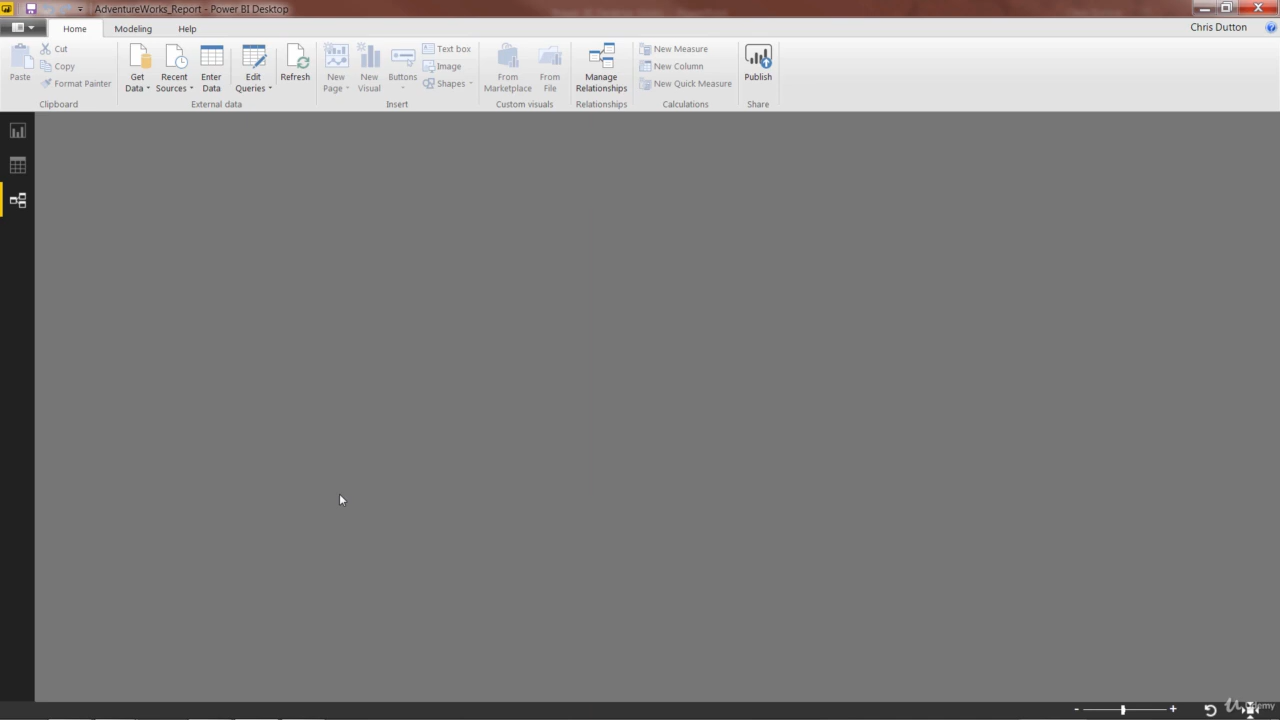 AdventureWorks_Report - Power BI Desktop
Home Modeling Help Chris Dutton
Paste
Cut
Copy
Format Painter
Clipboard
Get Data
Recent Sources
Enter Data
Edit Queries
Refresh
External data
New Page
New Visual
Buttons
Text box
Image
Shapes
Insert
From Marketplace
From File
Custom visuals
Manage Relationships
Relationships
New Measure
New Column
New Quick Measure
Calculations
Publish
Share
Udemy